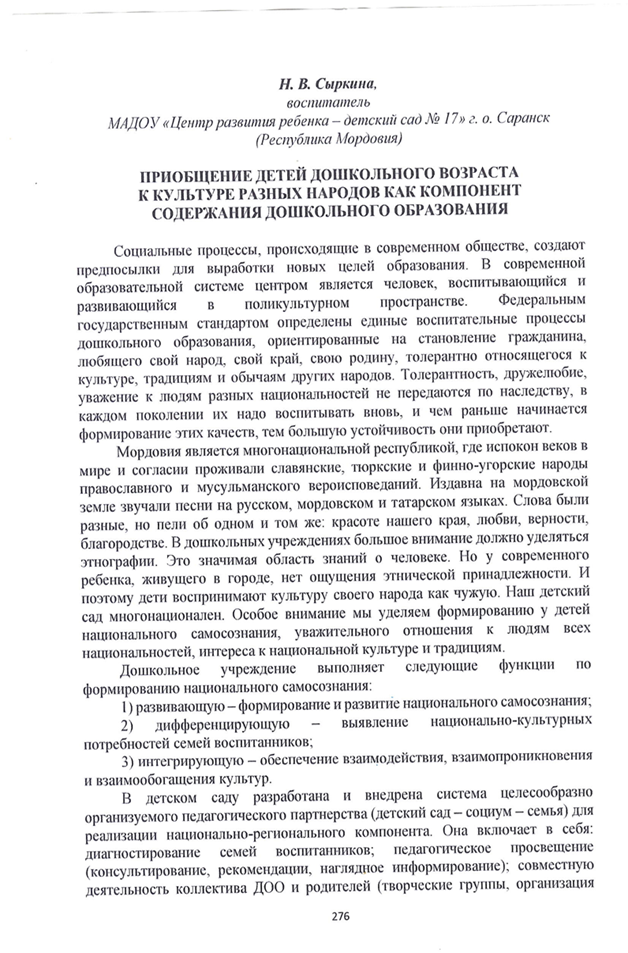 Н. В. Сыркина,
воспитатель
МАДОУ «Центр развития ребенка – детский сад № 17» г. о. Саранск
(Республика Мордовия)
ПРИОБЩЕНИЕ ДЕТЕЙ ДОШКОЛЬНОГО ВОЗРАСТА
К КУЛЬТУРЕ РАЗНЫХ НАРОДОВ КАК КОМПОНЕНТ
СОДЕРЖАНИЯ ДОШКОЛЬНОГО ОБРАЗОВАНИЯ
Социальные процессы, происходящие в современном обществе, создают
предпосылки для выработки новых целей образования. В современной
образовательной системе центром является человек, воспитывающийся и
развивающийся в поликультурном пространстве. Федеральным
государственным стандартом определены единые воспитательные процессы
дошкольного образования, ориентированные на становление гражданина,
любящего свой народ, свой край, свою родину, толерантно относящегося к
культуре, традициям и обычаям других народов. Толерантность, дружелюбие,
уважение к людям разных национальностей не передаются по наследству, в
каждом поколении их надо воспитывать вновь, и чем раньше начинается
формирование этих качеств, тем большую устойчивость они приобретают.
Мордовия является многонациональной республикой, где испокон веков в
мире и согласии проживали славянские, тюркские и финно-угорские народы
православного и мусульманского вероисповеданий. Издавна на мордовской
земле звучали песни на русском, мордовском и татарском языках. Слова были
разные, но пели об одном и том же: красоте нашего края, любви, верности,
благородстве. В дошкольных учреждениях большое внимание должно уделяться
этнографии. Это значимая область знаний о человеке. Но у современного
ребенка, живущего в городе, нет ощущения этнической принадлежности. И
поэтому дети воспринимают культуру своего народа как чужую. Наш детский
сад многонационален. Особое внимание мы уделяем формированию у детей
национального самосознания, уважительного отношения к людям всех
национальностей, интереса к национальной культуре и традициям.
Дошкольное учреждение выполняет следующие функции по
формированию национального самосознания:
1) развивающую – формирование и развитие национального самосознания;
2) дифференцирующую – выявление национально-культурных
потребностей семей воспитанников;
3) интегрирующую – обеспечение взаимодействия, взаимопроникновения
и взаимообогащения культур.
В детском саду разработана и внедрена система целесообразно
организуемого педагогического партнерства (детский сад – социум – семья) для
реализации национально-регионального компонента. Она включает в себя:
диагностирование семей воспитанников; педагогическое просвещение
(консультирование, рекомендации, наглядное информирование); совместную
деятельность коллектива ДОО и родителей (творческие группы, организация
276